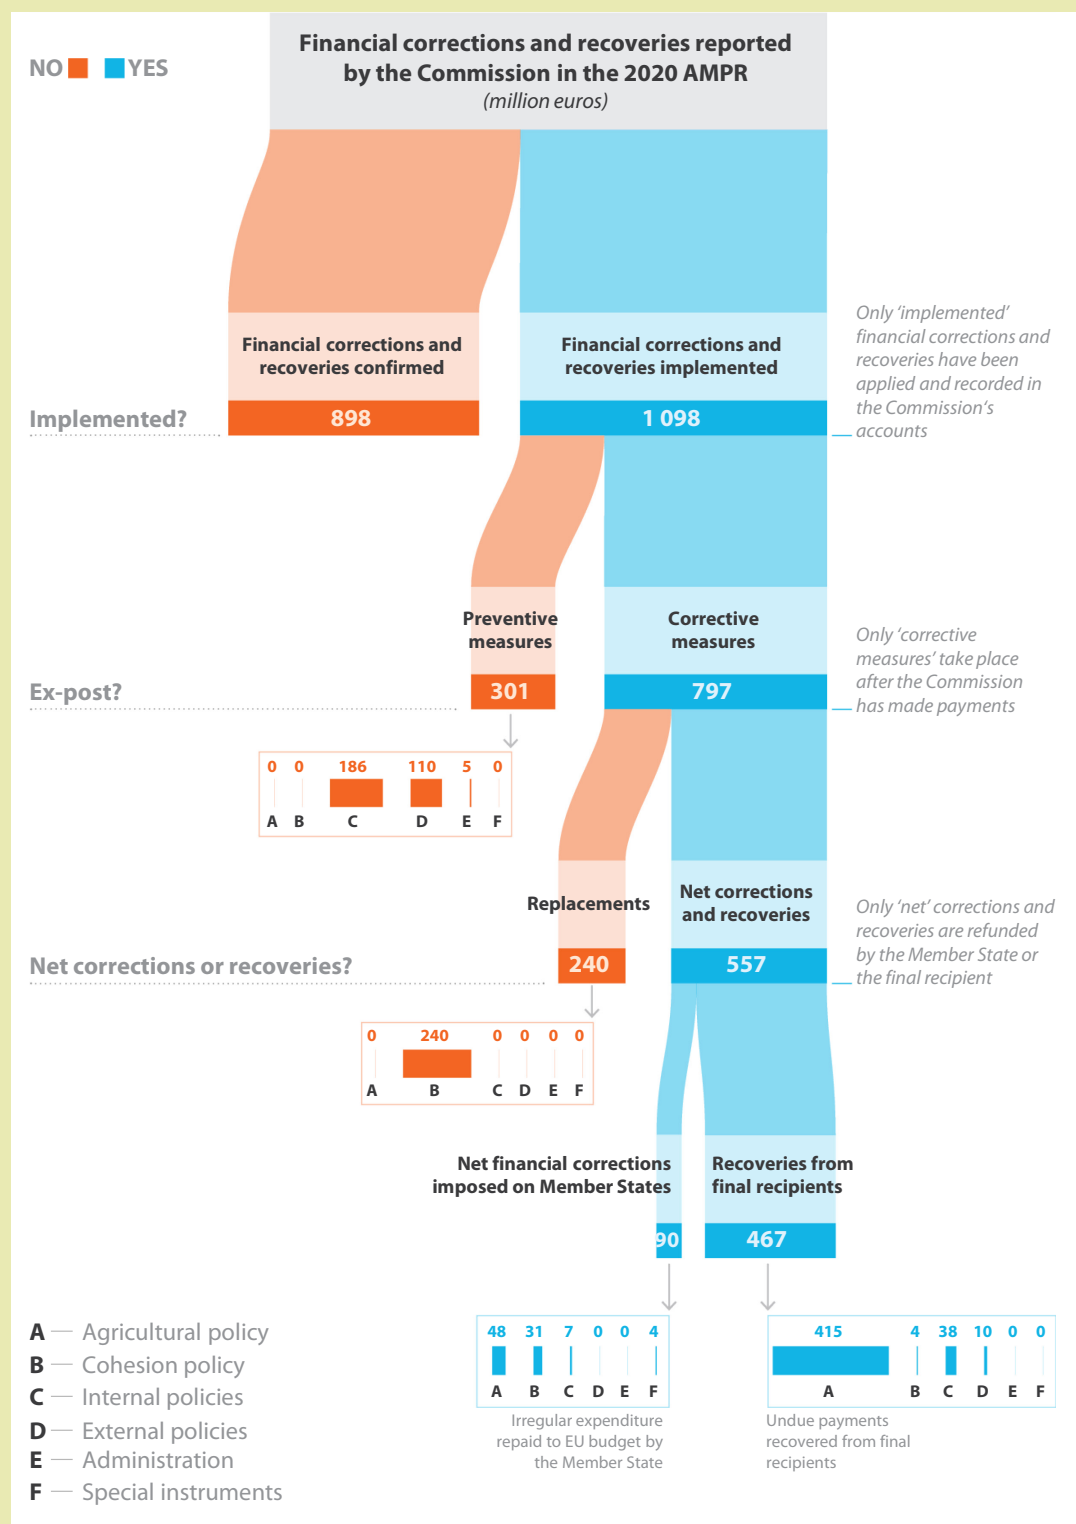 Financial corrections and recoveries reported
by the Commission in the 2020 AMPR
(million euros)
NO YES
Financial corrections and
recoveries confirmed
Financial corrections and
recoveries implemented
Implemented?
898
1 098
Only ‘implemented’
financial corrections and
recoveries have been
applied and recorded in
the Commission‘s
accounts
Preventive
measures
Corrective
measures
Ex-post?
301
797
Only ‘corrective
measures’ take place
after the Commission
has made payments
0 0 186 110 5 0
A B C D E F
Replacements
Net corrections
and recoveries
Net corrections or recoveries?
240
557
Only ‘net’ corrections and
recoveries are refunded
by the Member State or
the final recipient
0 240 0 0 0 0
A B C D E F
Net financial corrections
imposed on Member States
Recoveries from
final recipients
90
467
48 31 7 0 0 4
A B C D E F
Irregular expenditure
repaid to EU budget by
the Member State
415 4 38 10 0 0
A B C D E F
Undue payments
recovered from final
recipients
A — Agricultural policy
B — Cohesion policy
C — Internal policies
D — External policies
E — Administration
F — Special instruments